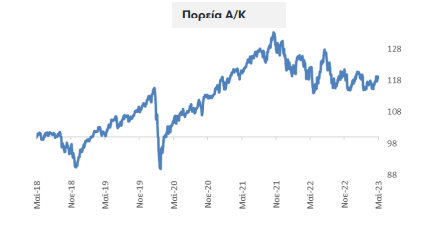 Πορεία Α/Κ
128
118
108
98
88
Μαϊ-18
Νοε-18
Μαϊ-19
Νοε-19
Μαϊ-20
Νοε-20
Μαϊ-21
Νοε-21
Μαϊ-22
Νοε-22
Μαϊ-23